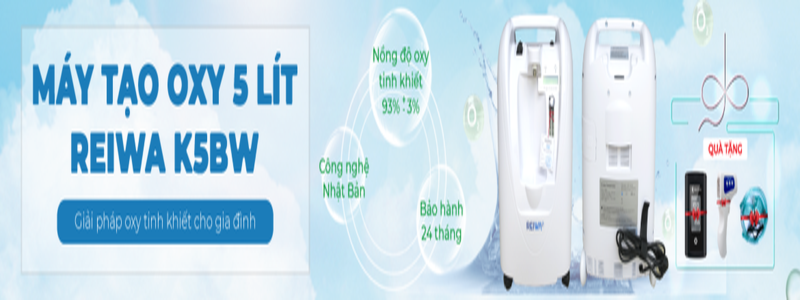 MÁY TẠO OXY 5 LÍT
REIWA K5BW
Giải pháp oxy tinh khiết cho gia đình
Nồng độ oxy
tinh khiết
93% ± 3%
Công nghệ
Nhật Bản
Bảo hành
24 tháng
REIWA
QUÀ TẶNG